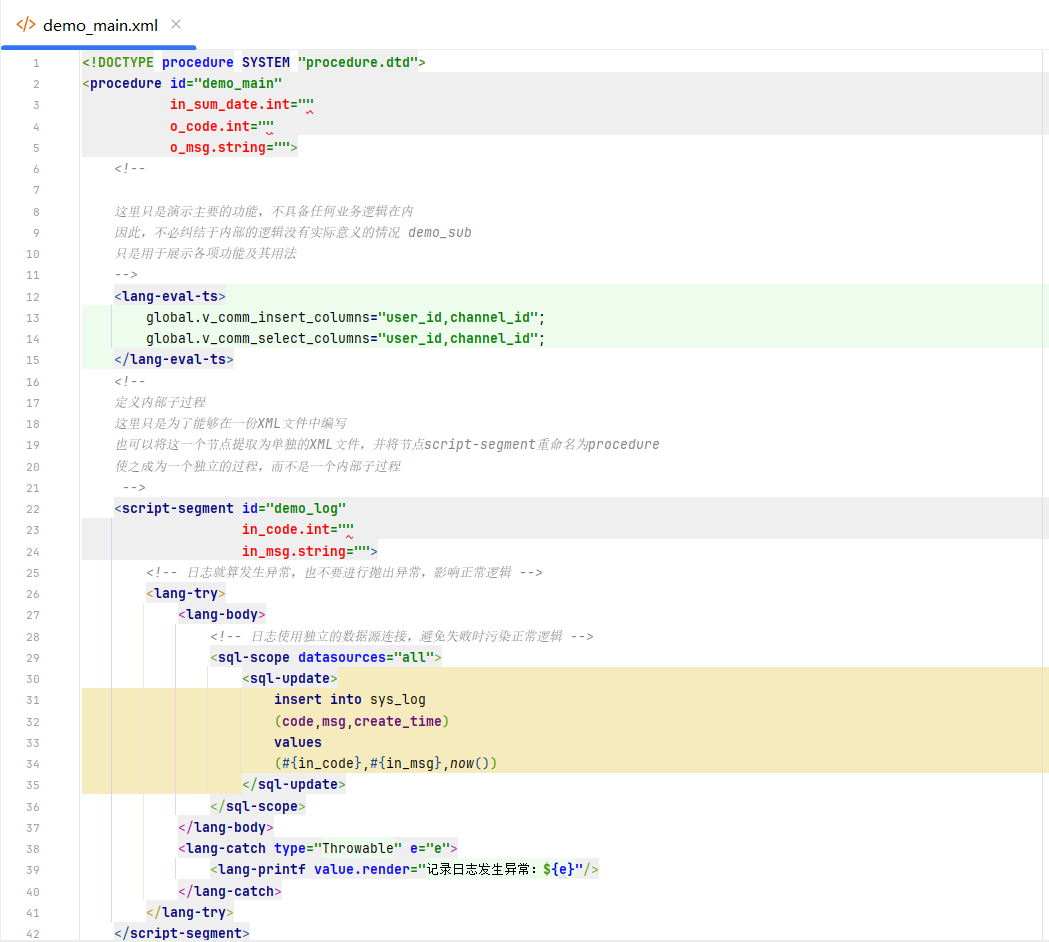 </> demo_main.xml ×
1 <!DOCTYPE procedure SYSTEM "procedure.dtd">
2 <procedure id="demo_main"
3 in_sum_date.int=""
4 o_code.int=""
5 o_msg.string="">
6 <!--
7
8 这里只是演示主要的功能，不具备任何业务逻辑在内
9 因此，不必纠结于内部的逻辑没有实际意义的情况 demo_sub
10 只是用于展示各项功能及其用法
11 -->
12 <lang-eval-ts>
13 global.v_comm_insert_columns="user_id,channel_id";
14 global.v_comm_select_columns="user_id,channel_id";
15 </lang-eval-ts>
16 <!--
17 定义内部子过程
18 这里只是为了能够在一份XML文件中编写
19 也可以将这一个节点提取为单独的XML文件，并将节点script-segment重命名为procedure
20 使之成为一个独立的过程，而不是一个内部子过程
21 -->
22 <script-segment id="demo_log"
23 in_code.int=""
24 in_msg.string="">
25 <!-- 日志就算发生异常，也不要进行抛出异常，影响正常逻辑 -->
26 <lang-try>
27 <lang-body>
28 <!-- 日志使用独立的数据源连接，避免失败时污染正常逻辑 -->
29 <sql-scope datasources="all">
30 <sql-update>
31 insert into sys_log
32 (code,msg,create_time)
33 values
34 (#{in_code},#{in_msg},now())
35 </sql-update>
36 </sql-scope>
37 </lang-body>
38 <lang-catch type="Throwable" e="e">
39 <lang-printf value.render="记录日志发生异常：${e}"/>
40 </lang-catch>
41 </lang-try>
42 </script-segment>